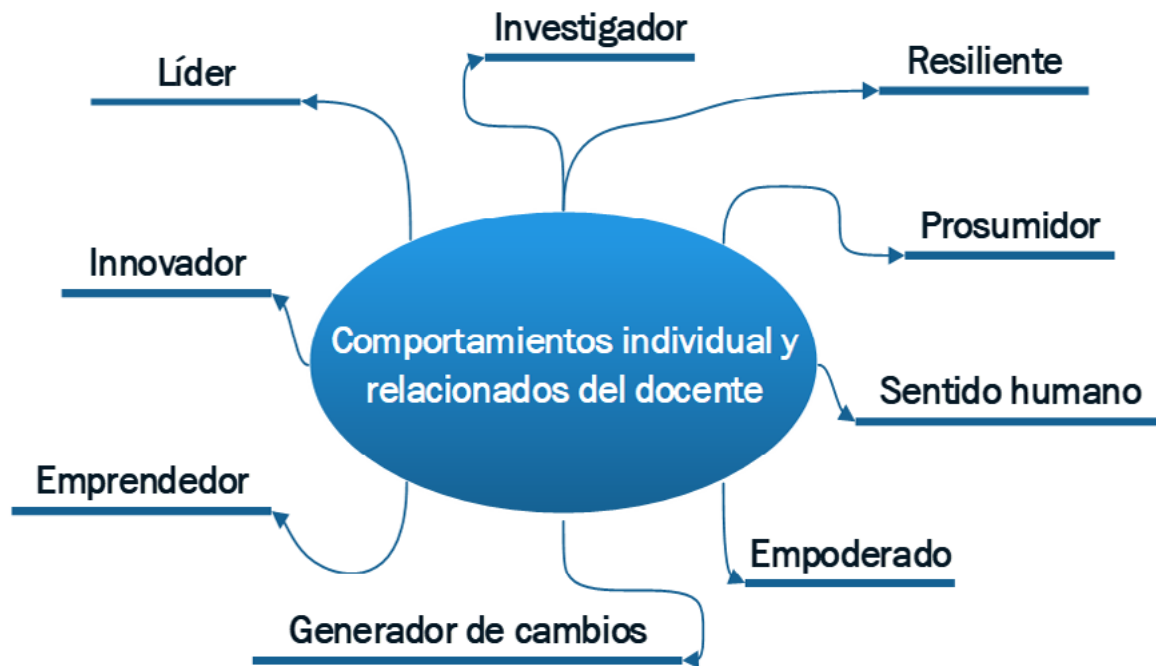 Investigador
Líder
Resiliente
Prosumidor
Innovador
Comportamientos individual y
relacionados del docente
Sentido humano
Emprendedor
Empoderado
Generador de cambios